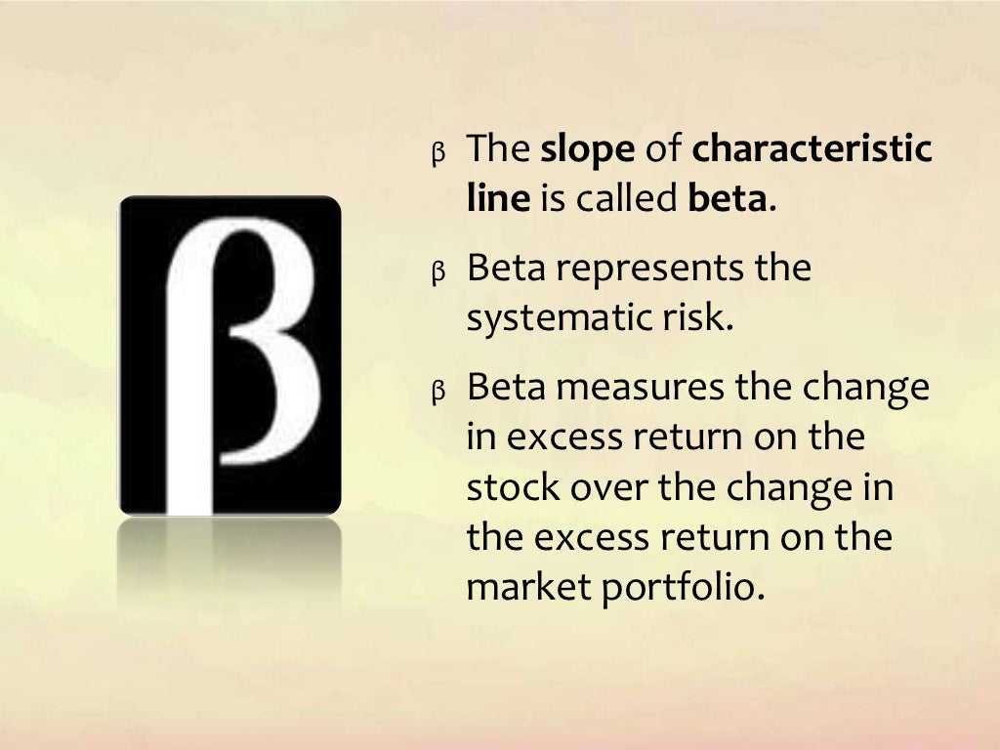 β
β The slope of characteristic
line is called beta.
β Beta represents the
systematic risk.
β Beta measures the change
in excess return on the
stock over the change in
the excess return on the
market portfolio.